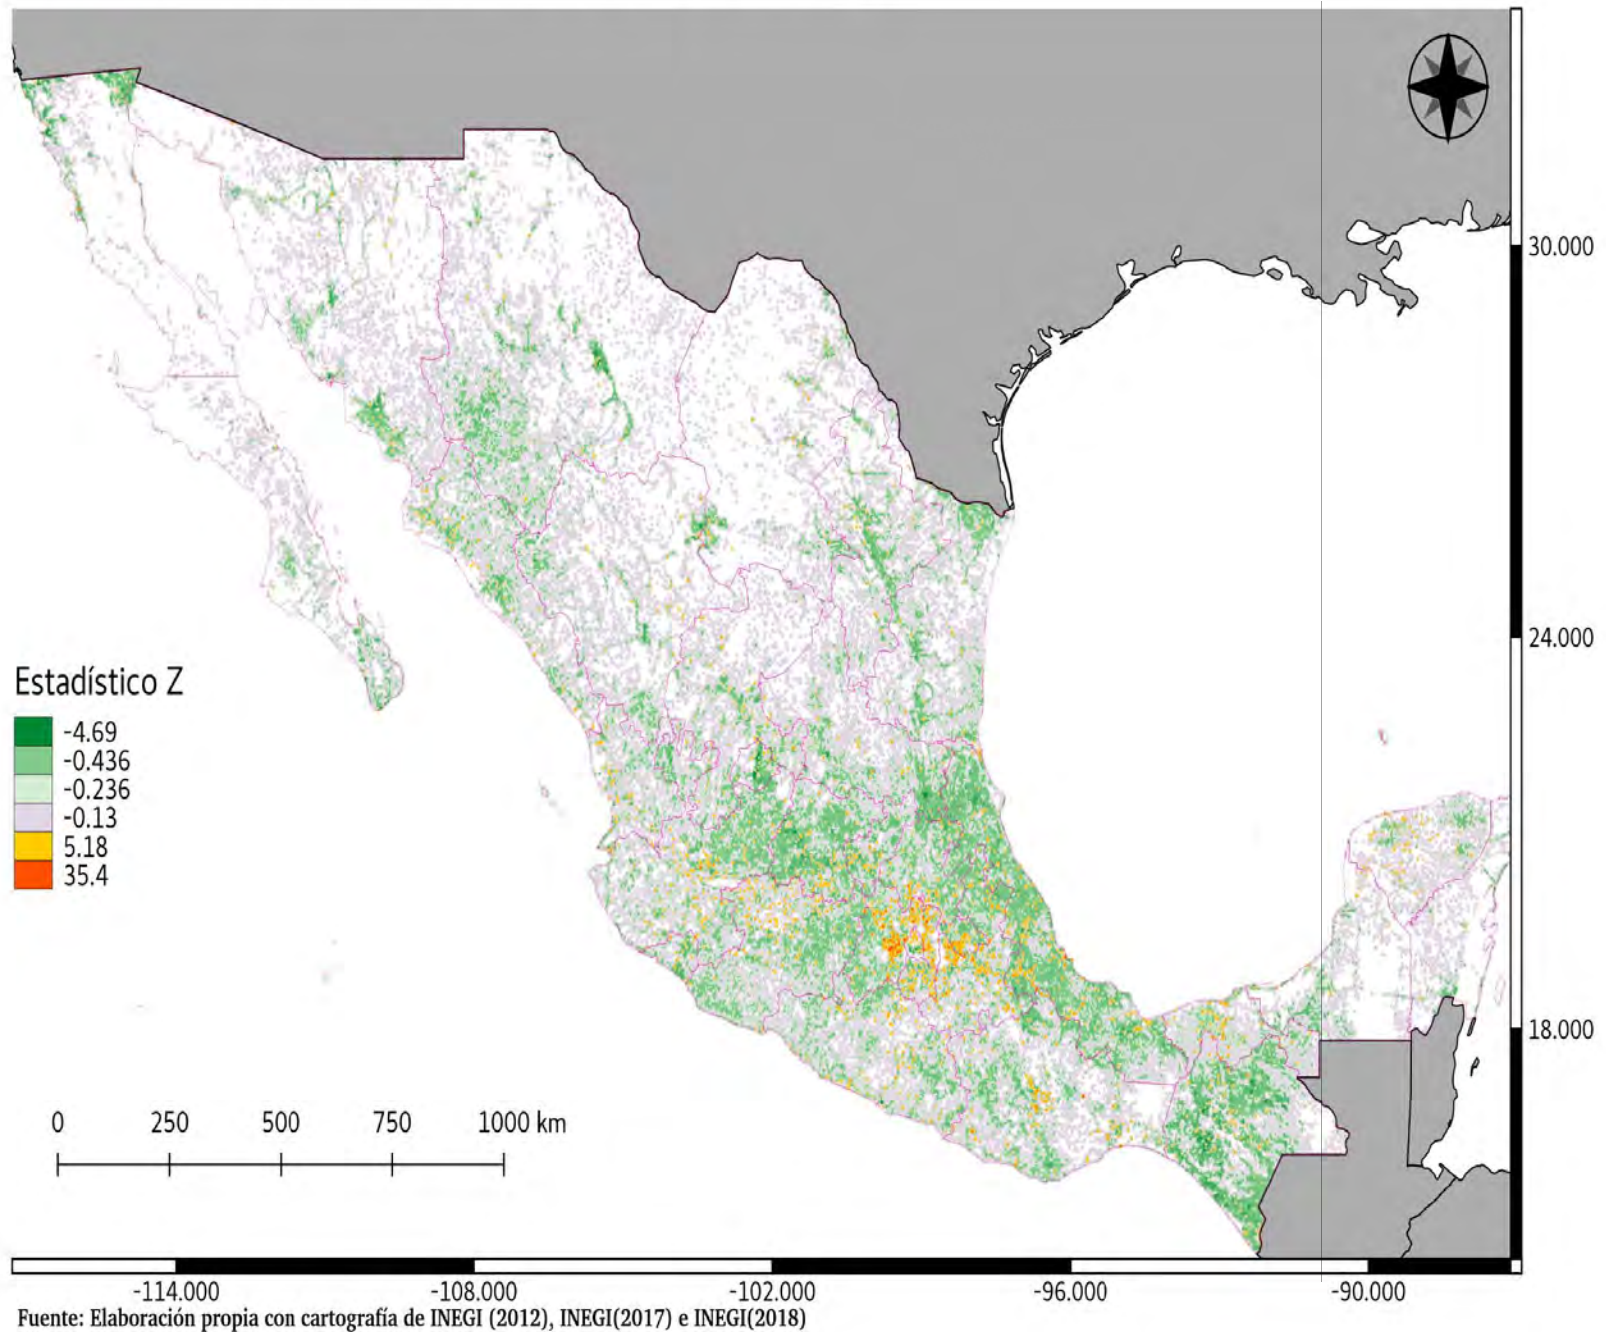 30.000
24.000
Estadístico Z
-4.69
-0.436
-0.236
-0.13
5.18
35.4
18.000
0 250 500 750 1000 km
-114.000 -108.000 -102.000 -96.000 -90.000
Fuente: Elaboración propia con cartografía de INEGI (2012), INEGI(2017) e INEGI(2018)